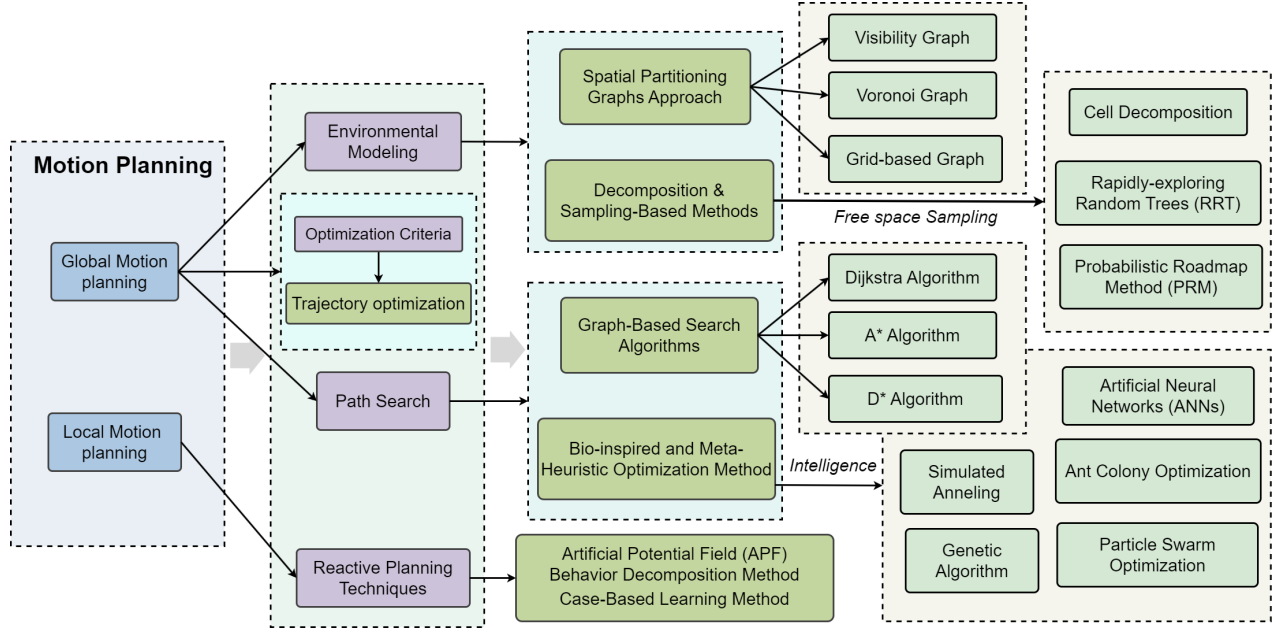 Motion Planning
Global Motion
planning
Local Motion
planning
Environmental
Modeling
Optimization Criteria
Trajectory optimization
Path Search
Reactive Planning
Techniques
Spatial Partitioning
Graphs Approach
Decomposition &
Sampling-Based Methods
Graph-Based Search
Algorithms
Bio-inspired and Meta-
Heuristic Optimization Method
Artificial Potential Field (APF)
Behavior Decomposition Method
Case-Based Learning Method
Visibility Graph
Voronoi Graph
Grid-based Graph
Free space Sampling
Cell Decomposition
Rapidly-exploring
Random Trees (RRT)
Probabilistic Roadmap
Method (PRM)
Dijkstra Algorithm
A* Algorithm
D* Algorithm
Intelligence
Artificial Neural
Networks (ANNs)
Simulated
Anneling
Ant Colony Optimization
Genetic
Algorithm
Particle Swarm
Optimization